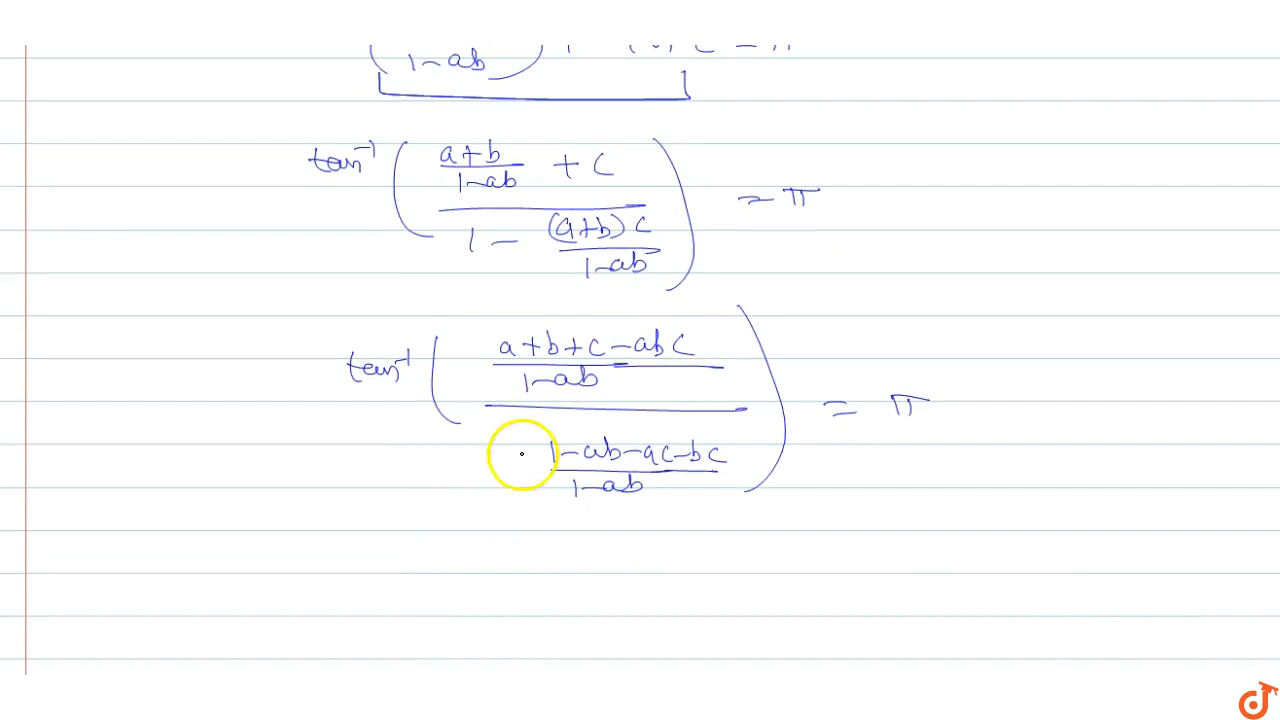 1-ab
tan⁻¹ ( ( (a+b)/(1-ab) + c ) / ( 1 - (a+b)c/(1-ab) ) ) = π
tan⁻¹ ( ( (a+b+c-abc)/(1-ab) ) / ( (1-ab-ac-bc)/(1-ab) ) ) = π